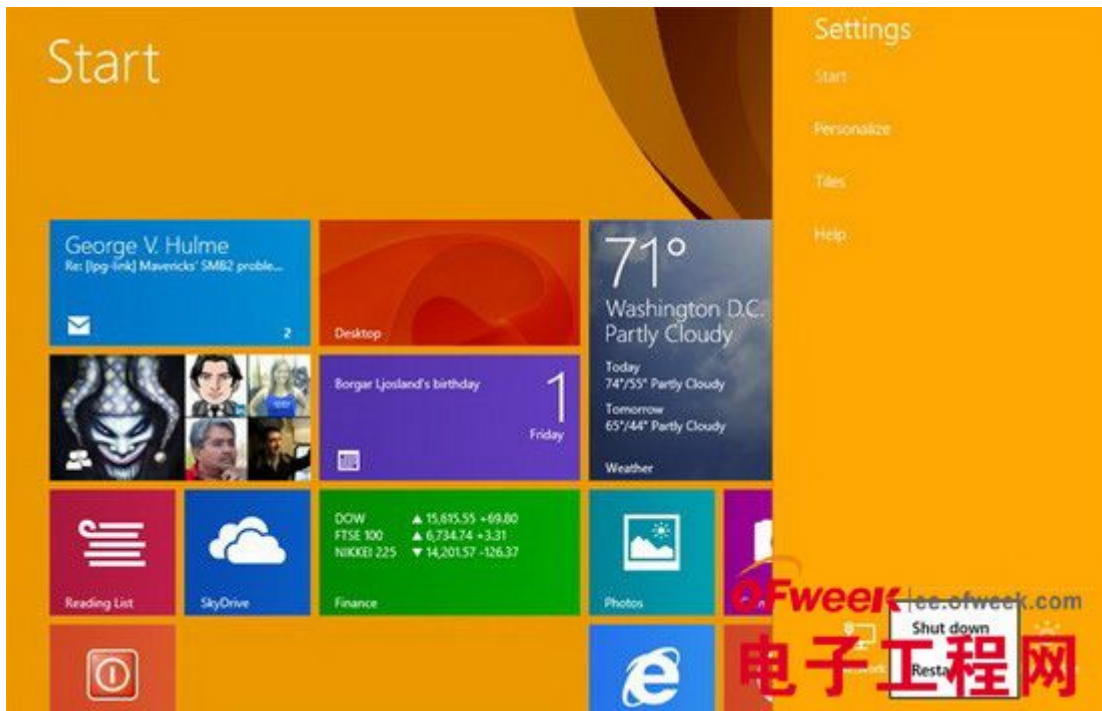 Start
George V. Hulme
Re: [lpg-link] Mavericks' SMB2 proble...
2
Desktop
71°
Washington D.C.
Partly Cloudy
Today
74°/55° Partly Cloudy
Tomorrow
65°/44° Partly Cloudy
Weather
Borgar Ljosland's birthday
1
Friday
Reading List
SkyDrive
DOW ▲ 15,615.55 +69.80
FTSE 100 ▲ 6,734.74 +3.31
NIKKEI 225 ▼ 14,201.57 -126.37
Finance
Photos
Settings
Start
Personalize
Tiles
Help
OFweek ee.ofweek.com
Shut down
电子工程网